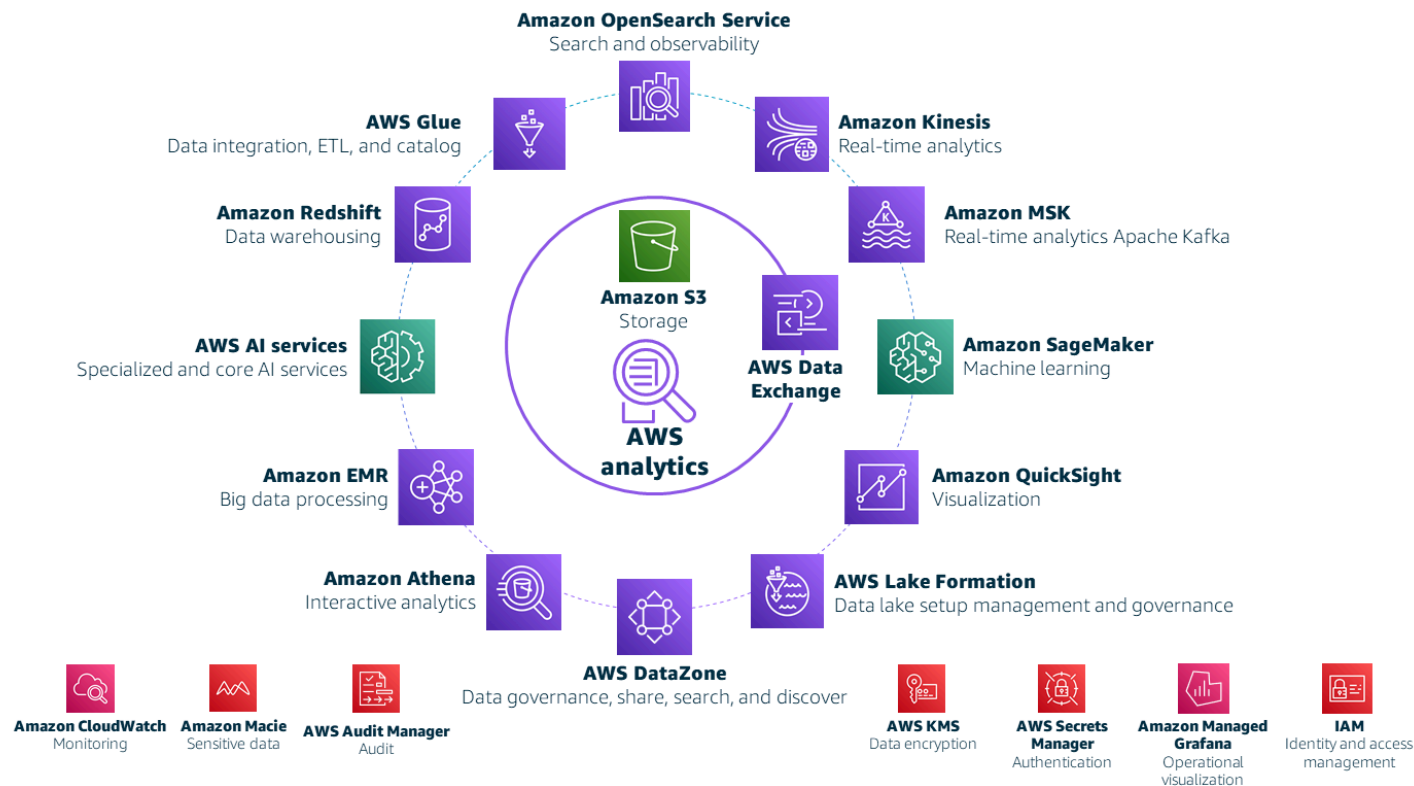 Amazon OpenSearch Service
Search and observability
AWS Glue
Data integration, ETL, and catalog
Amazon Kinesis
Real-time analytics
Amazon Redshift
Data warehousing
Amazon MSK
Real-time analytics Apache Kafka
K
Amazon S3
Storage
AWS Data
Exchange
AWS AI services
Specialized and core AI services
Amazon SageMaker
Machine learning
AWS
analytics
Amazon EMR
Big data processing
Amazon QuickSight
Visualization
Amazon Athena
Interactive analytics
AWS Lake Formation
Data lake setup management and governance
AWS DataZone
Data governance, share, search, and discover
Amazon CloudWatch
Monitoring
Amazon Macie
Sensitive data
AWS Audit Manager
Audit
AWS KMS
Data encryption
AWS Secrets
Manager
Authentication
Amazon Managed
Grafana
Operational
visualization
IAM
Identity and access
management